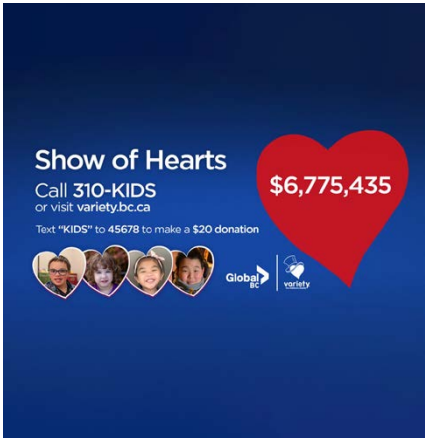 Show of Hearts
Call 310-KIDS
or visit variety.bc.ca
Text "KIDS" to 45678 to make a $20 donation
$6,775,435
Global
BC
variety